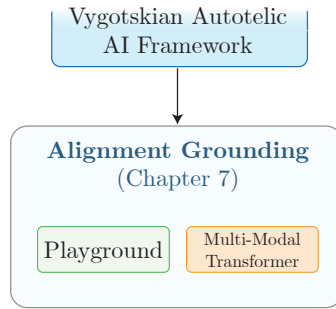 Vygotskian Autotelic
AI Framework
Alignment Grounding
(Chapter 7)
Playground
Multi-Modal
Transformer